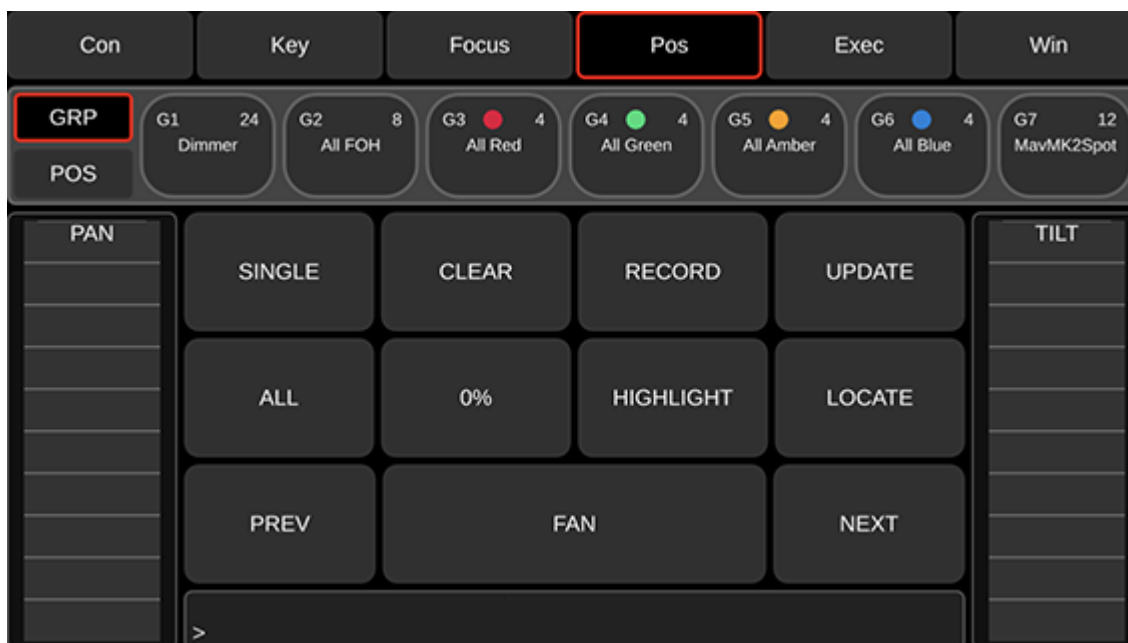 Con Key Focus Pos Exec Win
GRP
POS
G1 24
Dimmer
G2 8
All FOH
G3 4
All Red
G4 4
All Green
G5 4
All Amber
G6 4
All Blue
G7 12
MavMK2Spot
PAN
SINGLE CLEAR RECORD UPDATE
ALL 0% HIGHLIGHT LOCATE
PREV FAN NEXT
>
TILT